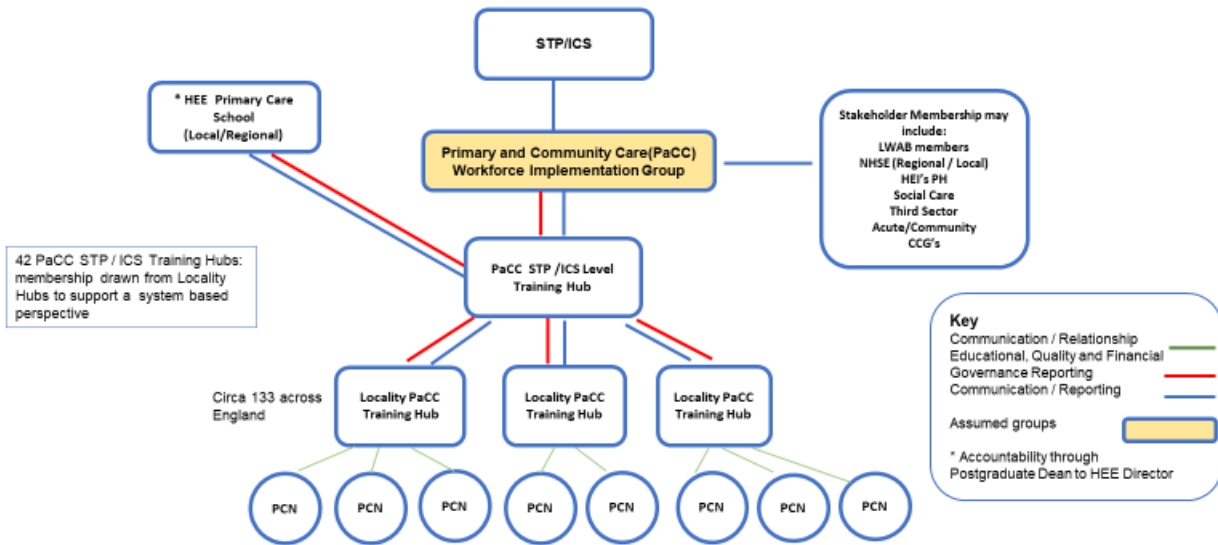 STP/ICS
* HEE Primary Care
School
(Local/Regional)
Primary and Community Care(PaCC)
Workforce Implementation Group
Stakeholder Membership may
include:
LWAB members
NHSE (Regional / Local)
HEI's PH
Social Care
Third Sector
Acute/Community
CCG's
42 PaCC STP / ICS Training Hubs:
membership drawn from Locality
Hubs to support a system based
perspective
PaCC STP /ICS Level
Training Hub
Key
Communication / Relationship
Educational, Quality and Financial
Governance Reporting
Communication / Reporting
Assumed groups
* Accountability through
Postgraduate Dean to HEE Director
Circa 133 across
England
Locality PaCC
Training Hub
Locality PaCC
Training Hub
Locality PaCC
Training Hub
PCN
PCN
PCN
PCN
PCN
PCN
PCN
PCN